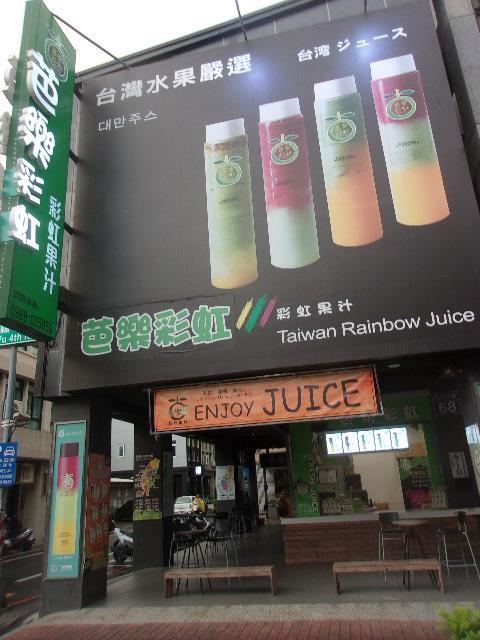 台灣水果嚴選
台湾ジュース
대만주스
芭樂彩虹
彩虹果汁
芭樂彩虹
彩虹果汁
Taiwan Rainbow Juice
ENJOY JUICE
68